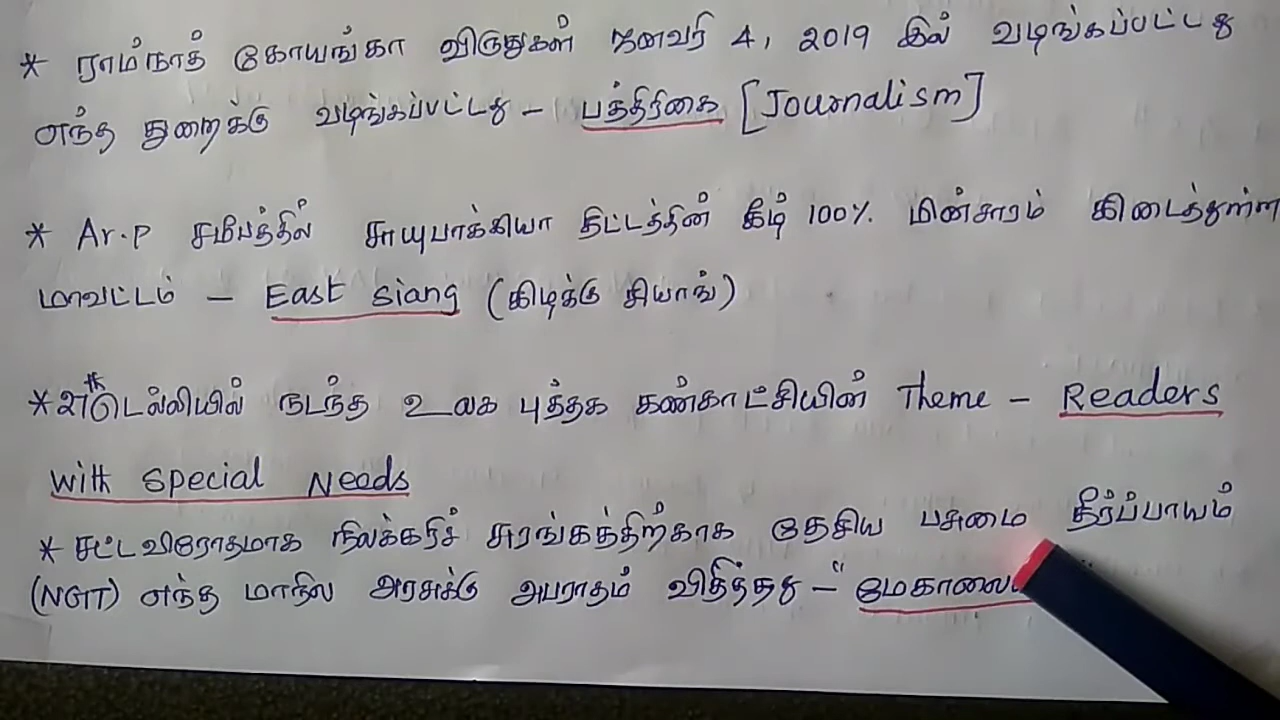 * ராம்நாத் கோயங்கா விருதுகள் ஜனவரி 4, 2019 இல் வழங்கப்பட்டது
எந்த துறைக்கு வழங்கப்பட்டது – பத்திரிகை [Journalism]
* Ar.P சமீபத்தில் சாயுபாக்கியா திட்டத்தின் கீழ் 100% மின்சாரம் கிடைத்துள்ள
மாவட்டம் – East Siang (கிழக்கு சியாங்)
* டெல்லியில் நடந்த உலக புத்தக கண்காட்சியின் Theme – Readers
with special Needs
* சட்டவிரோதமாக நிலக்கரிச் சுரங்கத்திற்காக தேசிய பசுமை தீர்ப்பாயம்
(NGT) எந்த மாநில அரசுக்கு அபராதம் விதித்தது – "மேகாலை